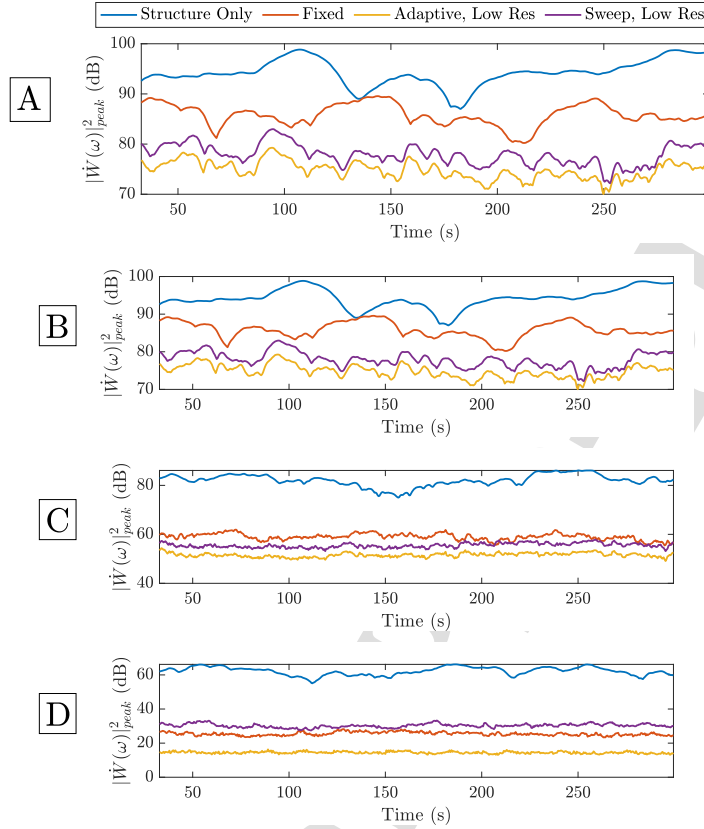 Structure Only Fixed Adaptive, Low Res Sweep, Low Res
A
|Ẇ(ω)|²peak (dB)
100
90
80
70
50 100 150 200 250
Time (s)
B
|Ẇ(ω)|²peak (dB)
100
90
80
70
50 100 150 200 250
Time (s)
C
|Ẇ(ω)|²peak (dB)
80
60
40
50 100 150 200 250
Time (s)
D
|Ẇ(ω)|²peak (dB)
60
40
20
0
50 100 150 200 250
Time (s)